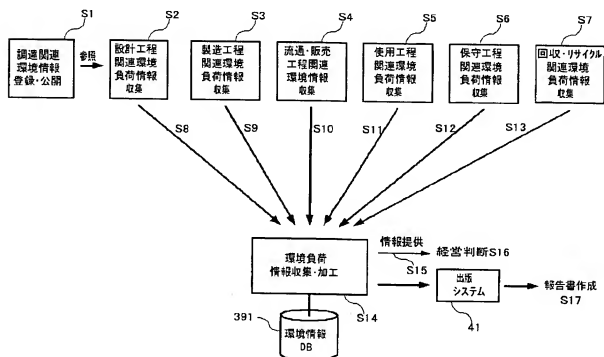 S1
S2
S3
S4
S5
S6
S7
調達関連
環境情報
登録・公開
参照
設計工程
関連環境
負荷情報
収集
製造工程
関連環境
負荷情報
収集
流通・販売
工程関連
環境情報
収集
使用工程
関連環境
負荷情報
収集
保守工程
関連環境
負荷情報
収集
回収・リサイクル
関連環境
負荷情報
収集
S8
S9
S10
S11
S12
S13
環境負荷
情報収集・加工
S14
情報提供
S15
経営判断S16
出版
システム
41
報告書作成
S17
391
環境情報
DB